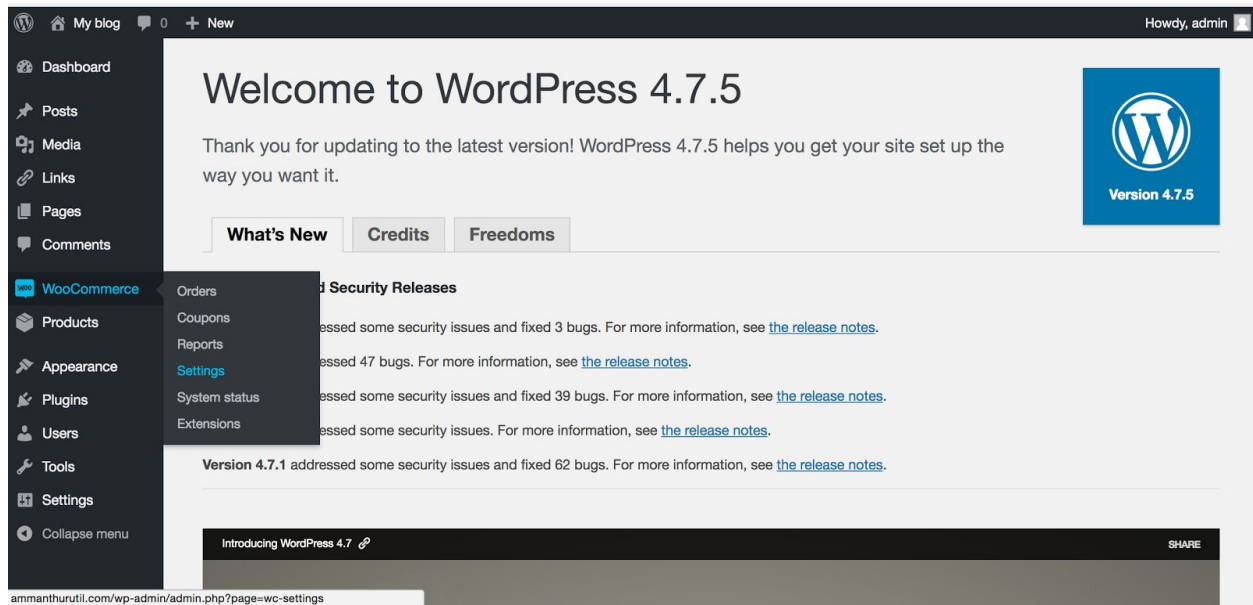 My blog 0 + New Howdy, admin
Dashboard
Posts
Media
Links
Pages
Comments
WooCommerce
Products
Appearance
Plugins
Users
Tools
Settings
Collapse menu
Orders
Coupons
Reports
Settings
System status
Extensions
Welcome to WordPress 4.7.5
Thank you for updating to the latest version! WordPress 4.7.5 helps you get your site set up the
way you want it.
Version 4.7.5
What's New Credits Freedoms
Security Releases
some security issues and fixed 3 bugs. For more information, see the release notes.
47 bugs. For more information, see the release notes.
some security issues and fixed 39 bugs. For more information, see the release notes.
some security issues. For more information, see the release notes.
Version 4.7.1 addressed some security issues and fixed 62 bugs. For more information, see the release notes.
Introducing WordPress 4.7 SHARE
ammanthurutil.com/wp-admin/admin.php?page=wc-settings